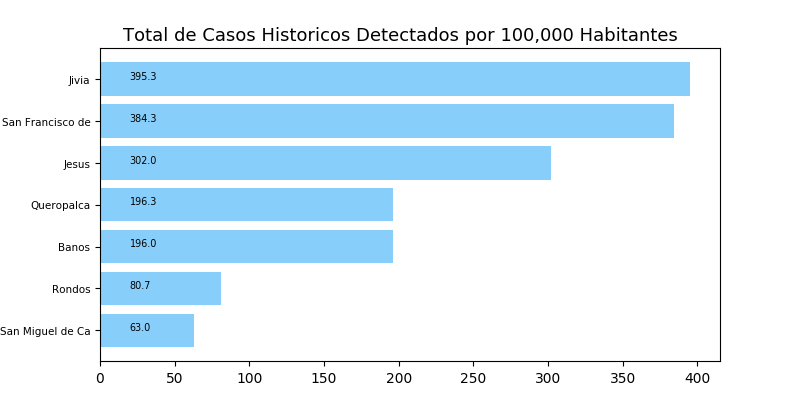 Total de Casos Historicos Detectados por 100,000 Habitantes
Jivia 395.3
San Francisco de 384.3
Jesus 302.0
Queropalca 196.3
Banos 196.0
Rondos 80.7
San Miguel de Ca 63.0
0 50 100 150 200 250 300 350 400